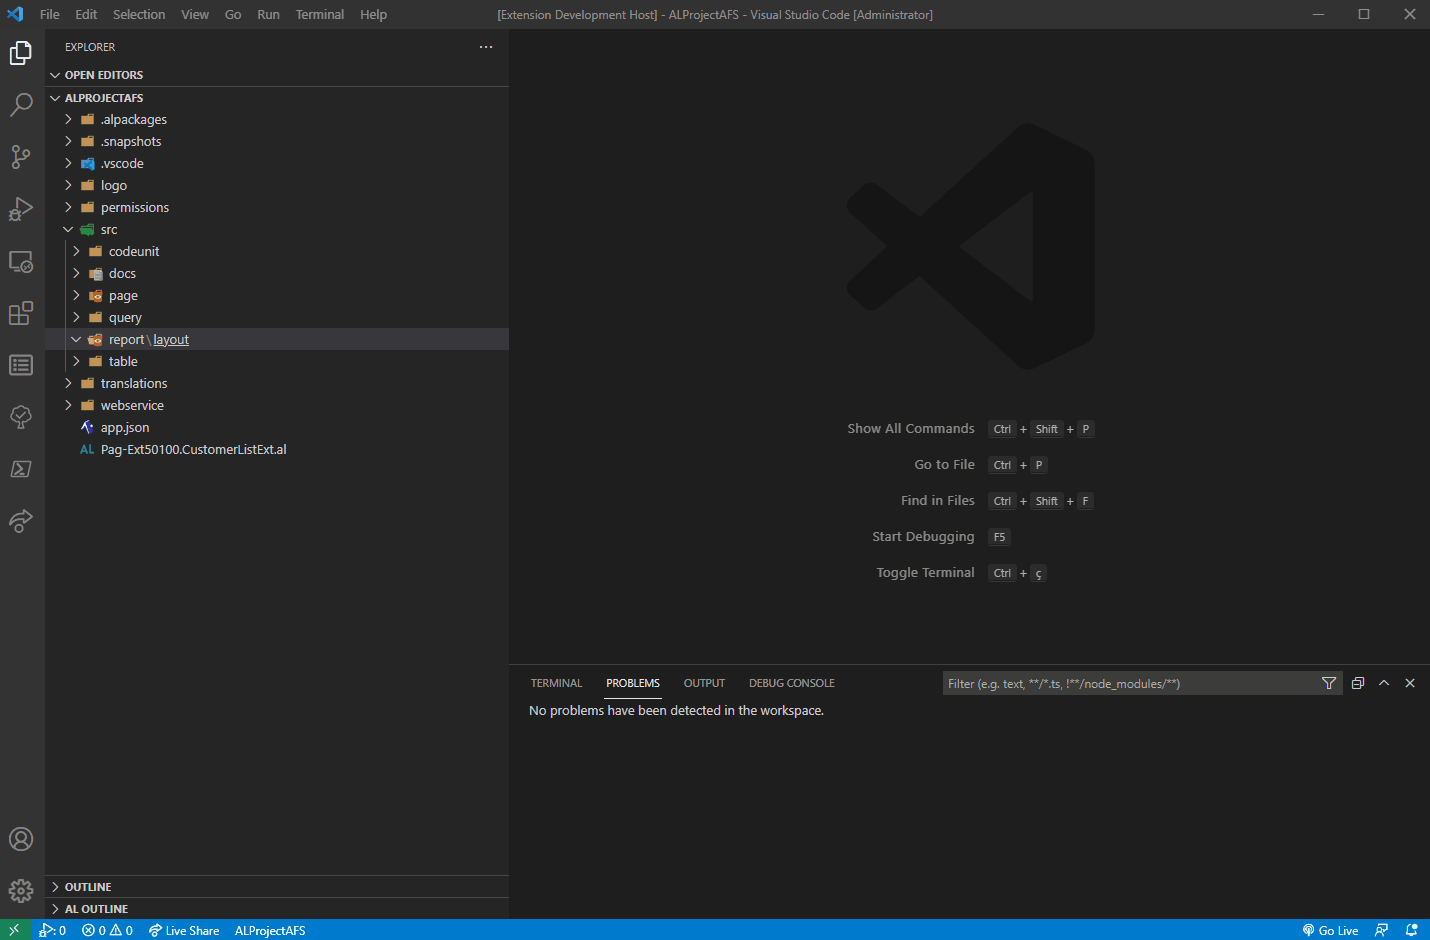 File Edit Selection View Go Run Terminal Help [Extension Development Host] - ALProjectAFS - Visual Studio Code [Administrator]
EXPLORER
OPEN EDITORS
ALPROJECTAFS
.alpackages
.snapshots
.vscode
logo
permissions
src
codeunit
docs
page
query
report\layout
table
translations
webservice
app.json
AL Pag-Ext50100.CustomerListExt.al
OUTLINE
AL OUTLINE
Show All Commands Ctrl + Shift + P
Go to File Ctrl + P
Find in Files Ctrl + Shift + F
Start Debugging F5
Toggle Terminal Ctrl + ç
TERMINAL PROBLEMS OUTPUT DEBUG CONSOLE Filter (e.g. text, **/*.ts, !**/node_modules/**)
No problems have been detected in the workspace.
: 0 0 0 Live Share ALProjectAFS Go Live